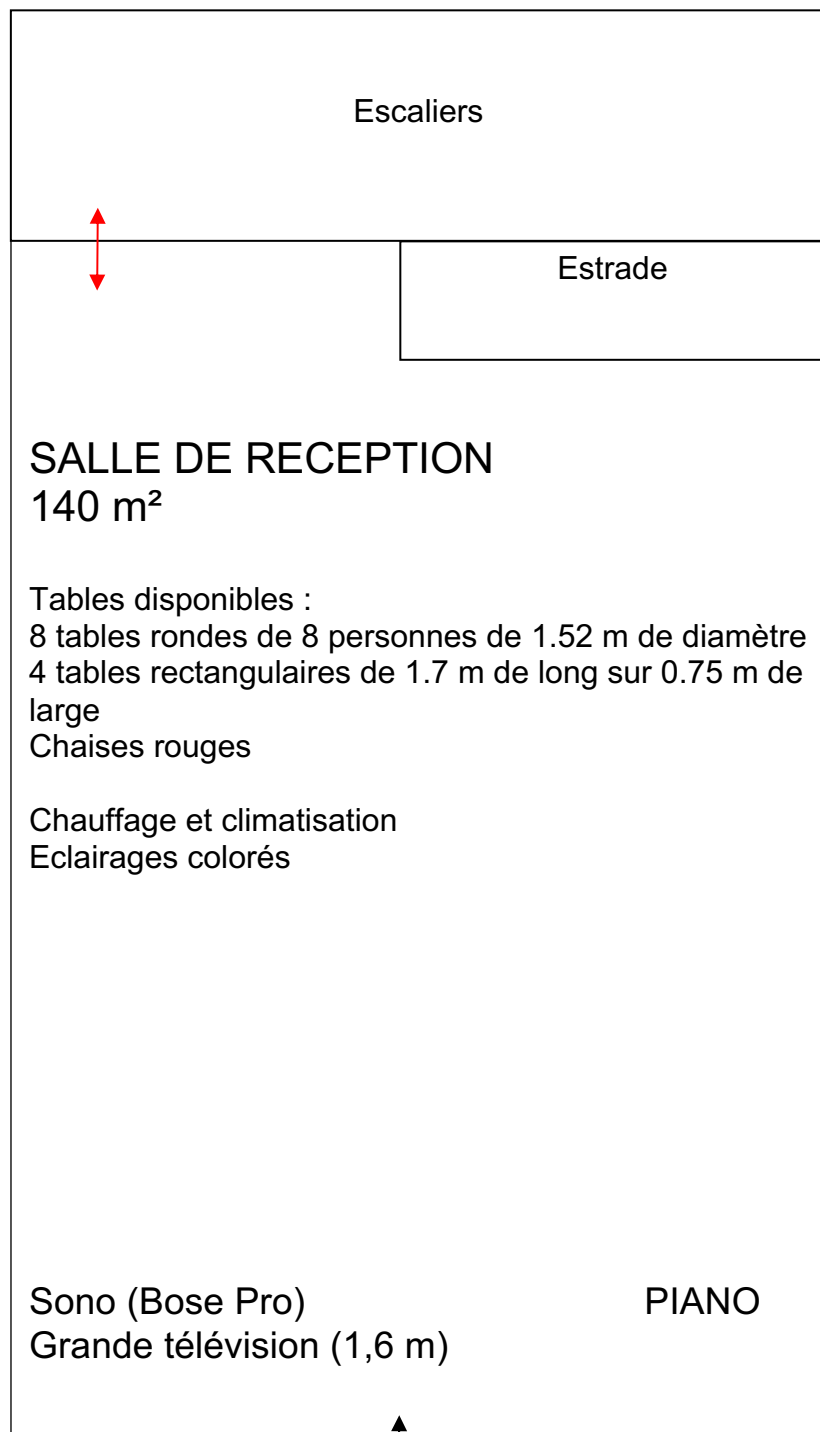 Escaliers
Estrade
SALLE DE RECEPTION
140 m²
Tables disponibles :
8 tables rondes de 8 personnes de 1.52 m de diamètre
4 tables rectangulaires de 1.7 m de long sur 0.75 m de
large
Chaises rouges
Chauffage et climatisation
Eclairages colorés
Sono (Bose Pro) PIANO
Grande télévision (1,6 m)